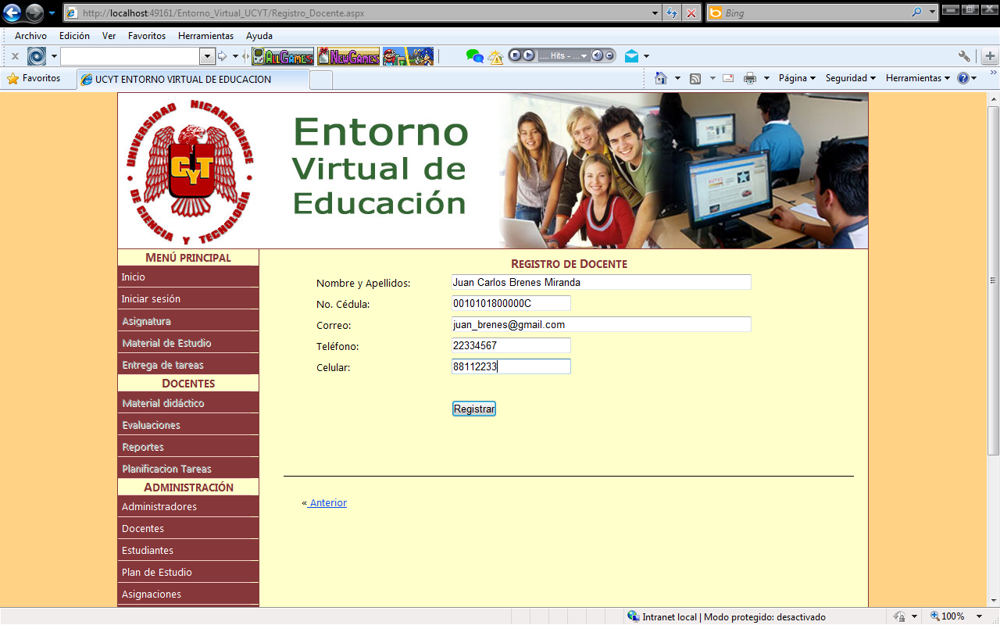 http://localhost:49161/Entorno_Virtual_UCYT/Registro_Docente.aspx
Bing
Archivo Edición Ver Favoritos Herramientas Ayuda
ALLGAMES NEWGAMES ..... Hits - ...
Favoritos UCYT ENTORNO VIRTUAL DE EDUCACION Página Seguridad Herramientas »
UNIVERSIDAD NICARAGÜENSE
CYT
DE CIENCIA Y TECNOLOGÍA
Entorno
Virtual de
Educación
MENÚ PRINCIPAL
Inicio
Iniciar sesión
Asignatura
Material de Estudio
Entrega de tareas
DOCENTES
Material didáctico
Evaluaciones
Reportes
Planificacion Tareas
ADMINISTRACIÓN
Administradores
Docentes
Estudiantes
Plan de Estudio
Asignaciones
REGISTRO DE DOCENTE
Nombre y Apellidos: Juan Carlos Brenes Miranda
No. Cédula: 0010101800000C
Correo: juan_brenes@gmail.com
Teléfono: 22334567
Celular: 88112233
Registrar
« Anterior
Intranet local | Modo protegido: desactivado 100%